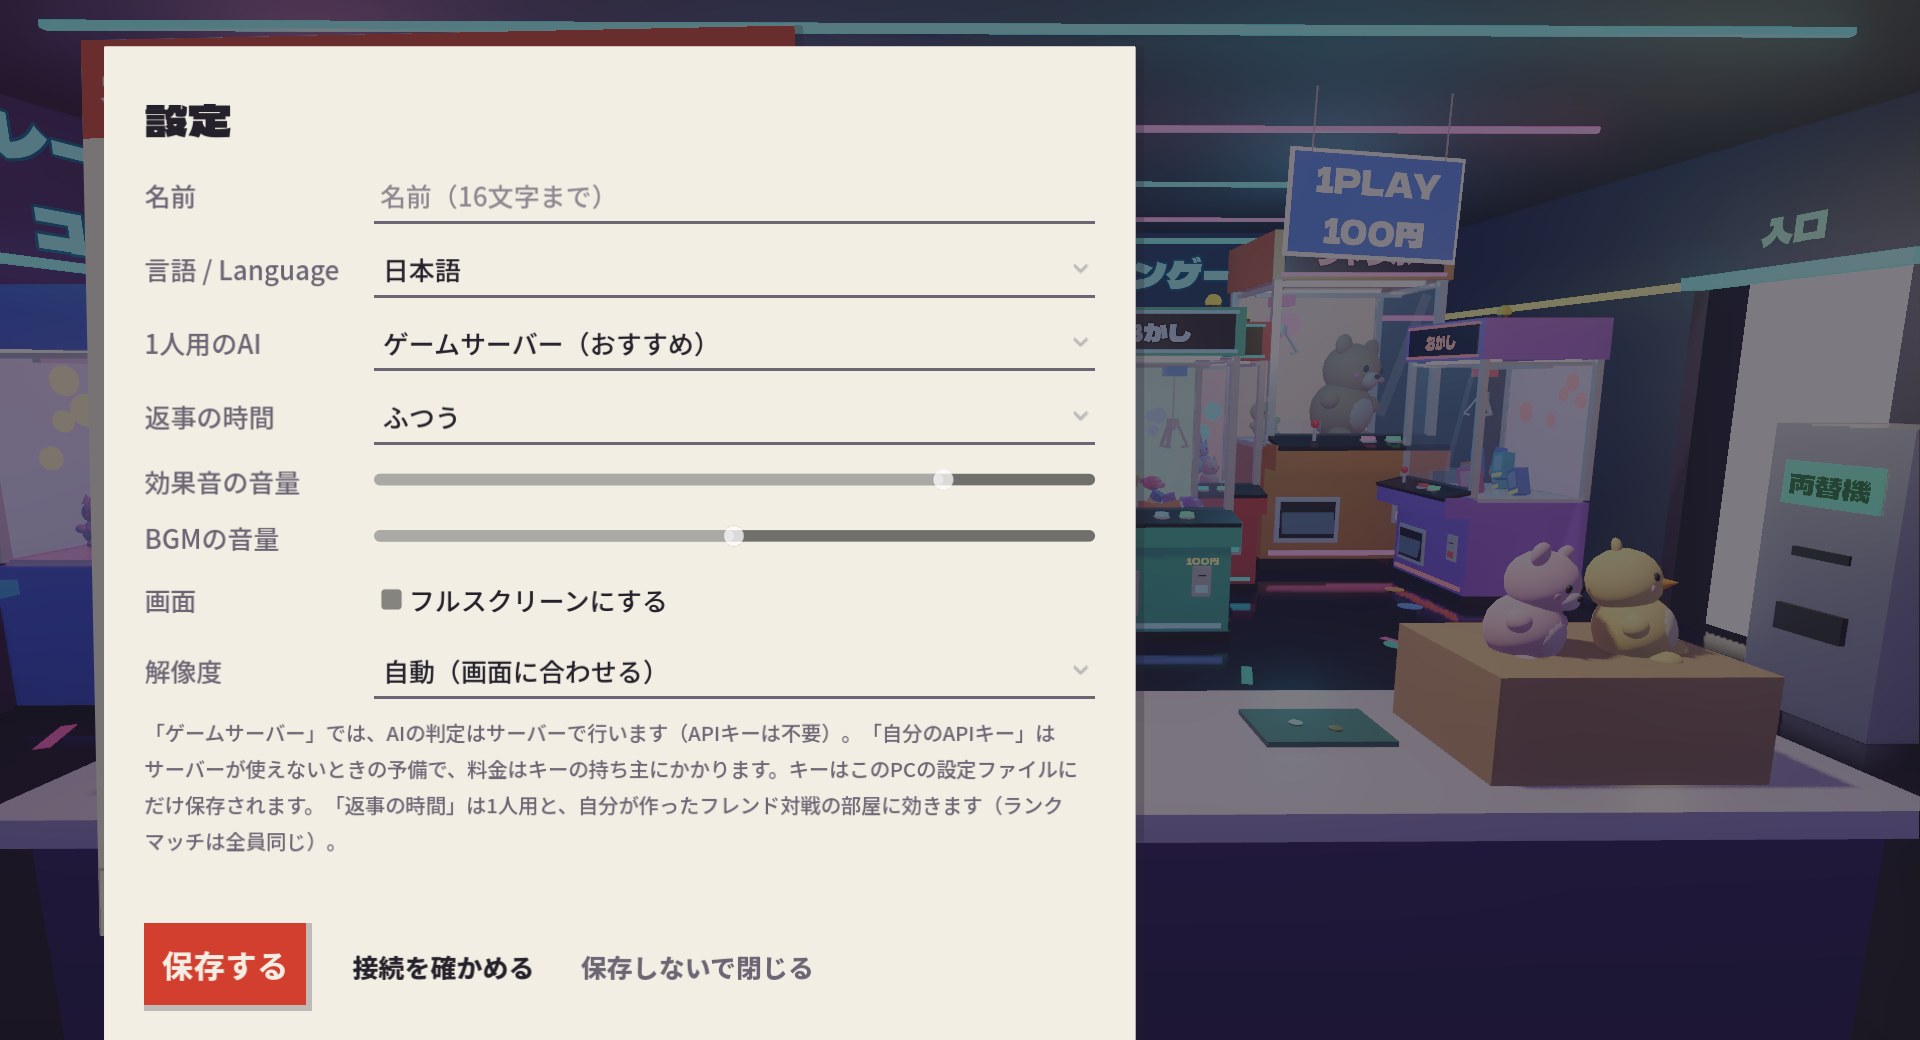 設定
名前
名前（16文字まで）
言語 / Language
日本語
1人用のAI
ゲームサーバー（おすすめ）
返事の時間
ふつう
効果音の音量
BGMの音量
画面
フルスクリーンにする
解像度
自動（画面に合わせる）
「ゲームサーバー」では、AIの判定はサーバーで行います（APIキーは不要）。「自分のAPIキー」は
サーバーが使えないときの予備で、料金はキーの持ち主にかかります。キーはこのPCの設定ファイルに
だけ保存されます。「返事の時間」は1人用と、自分が作ったフレンド対戦の部屋に効きます（ランク
マッチは全員同じ）。
保存する
接続を確かめる
保存しないで閉じる
1PLAY
100円
入口
ンゲー
かし
おかし
両替機
100円
レー
コ